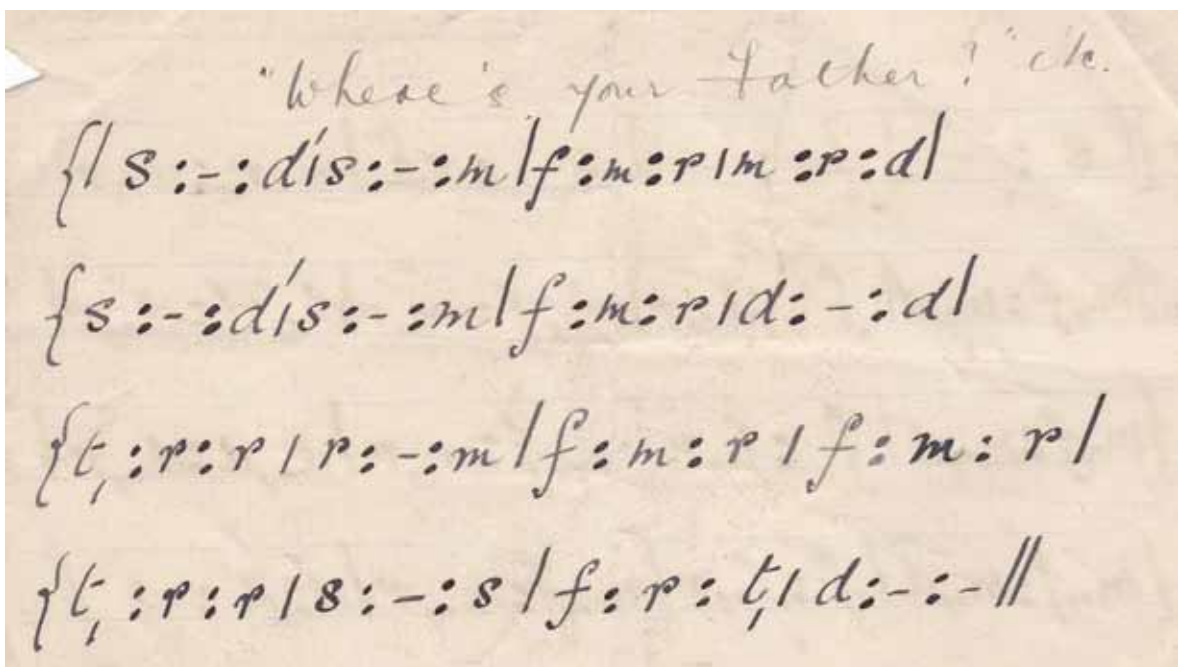 "Where's your Father?" etc.
{| s :- :d'|s :- :m |f :m :r |m :r :d |
{s :- :d'|s :- :m |f :m :r |d :- :d |
{t, :r :r | r :- :m |f :m :r | f :m : r |
{t, :r :r |s :- :s |f :r : t,| d :- :- ||